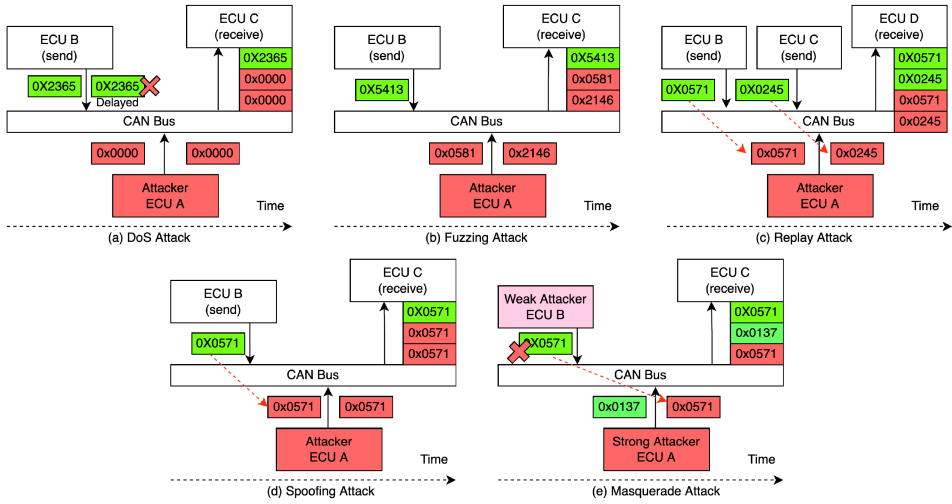 ECU B
(send)
0X2365
0X2365
Delayed
ECU C
(receive)
0X2365
0x0000
0x0000
CAN Bus
0x0000
0x0000
Attacker
ECU A
Time
(a) DoS Attack
ECU B
(send)
0X5413
ECU C
(receive)
0X5413
0x0581
0x2146
CAN Bus
0x0581
0x2146
Attacker
ECU A
Time
(b) Fuzzing Attack
ECU B
(send)
0X0571
ECU C
(send)
0X0245
ECU D
(receive)
0X0571
0X0245
0x0571
0x0245
CAN Bus
0x0571
0x0245
Attacker
ECU A
Time
(c) Replay Attack
ECU B
(send)
0X0571
ECU C
(receive)
0X0571
0x0571
0x0571
CAN Bus
0x0571
0x0571
Attacker
ECU A
Time
(d) Spoofing Attack
Weak Attacker
ECU B
0X0571
ECU C
(receive)
0X0571
0x0137
0x0571
CAN Bus
0x0137
0x0571
Strong Attacker
ECU A
Time
(e) Masquerade Attack